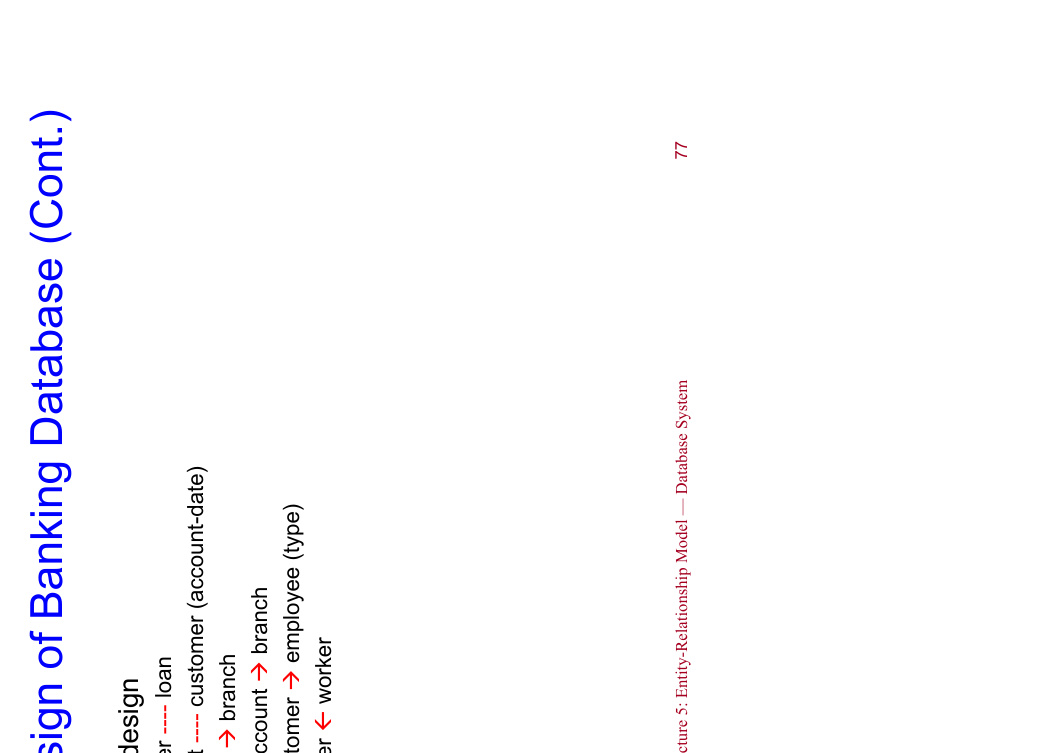 sign of Banking Database (Cont.)
design
er ---- loan
t ---- customer (account-date)
→ branch
ccount → branch
tomer → employee (type)
er ← worker
cture 5: Entity-Relationship Model — Database System
77